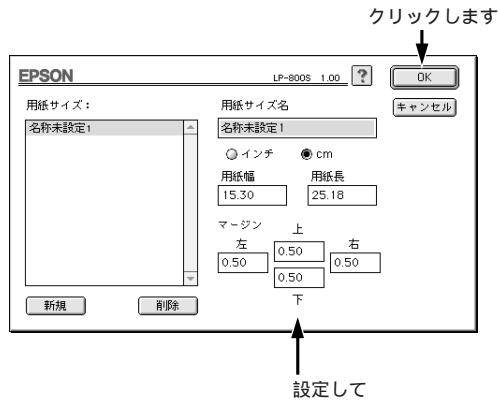 クリックします
EPSON
LP-800S 1.00 ?
OK
キャンセル
用紙サイズ：
名称未設定1
新規
削除
用紙サイズ名
名称未設定1
インチ
cm
用紙幅
用紙長
15.30
25.18
マージン
上
左
右
0.50
0.50
0.50
0.50
下
設定して